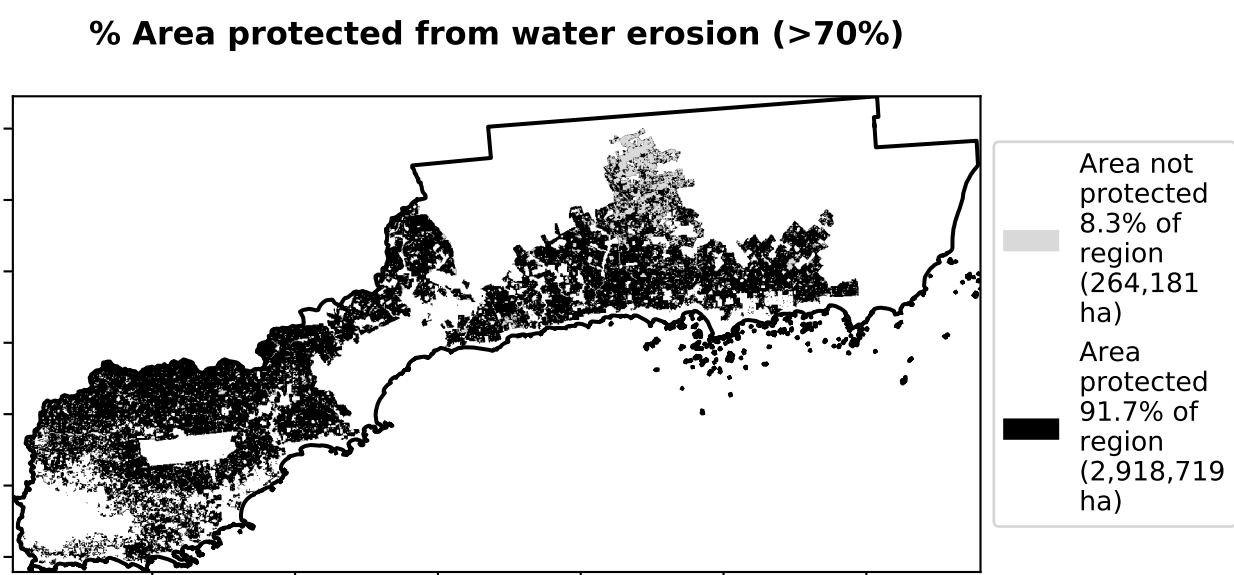 % Area protected from water erosion (>70%)
Area not
protected
8.3% of
region
(264,181
ha)
Area
protected
91.7% of
region
(2,918,719
ha)